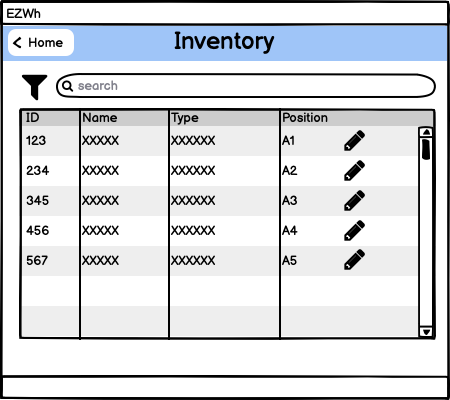 EZWh
Home
Inventory
search
ID Name Type Position
123 XXXXX XXXXXX A1
234 XXXXX XXXXXX A2
345 XXXXX XXXXXX A3
456 XXXXX XXXXXX A4
567 XXXXX XXXXXX A5